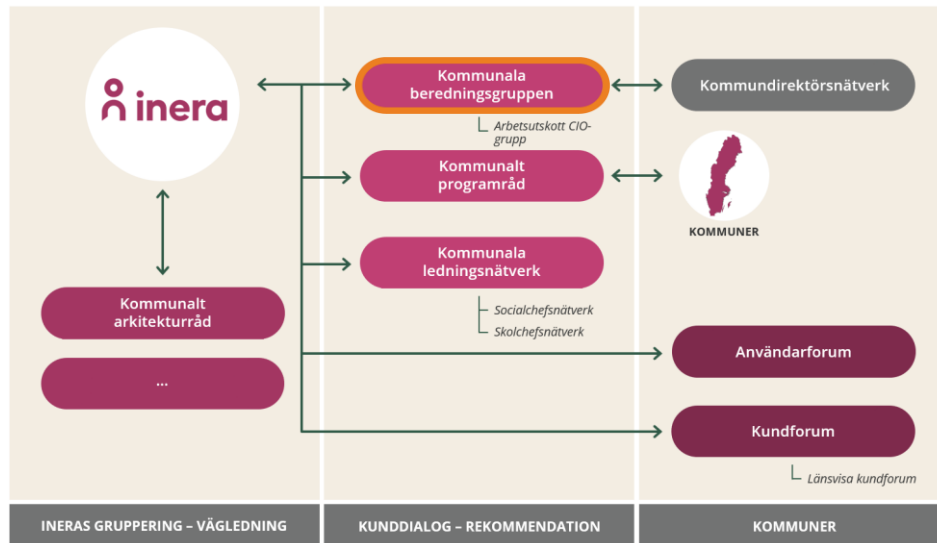 inera
Kommunalt
arkitekturråd
...
Kommunala
beredningsgruppen
Arbetsutskott CIO-
grupp
Kommunalt
programråd
Kommunala
ledningsnätverk
Socialchefsnätverk
Skolchefsnätverk
Kommundirektörsnätverk
KOMMUNER
Användarforum
Kundforum
Länsvisa kundforum
INERAS GRUPPERING – VÄGLEDNING
KUNDDIALOG – REKOMMENDATION
KOMMUNER